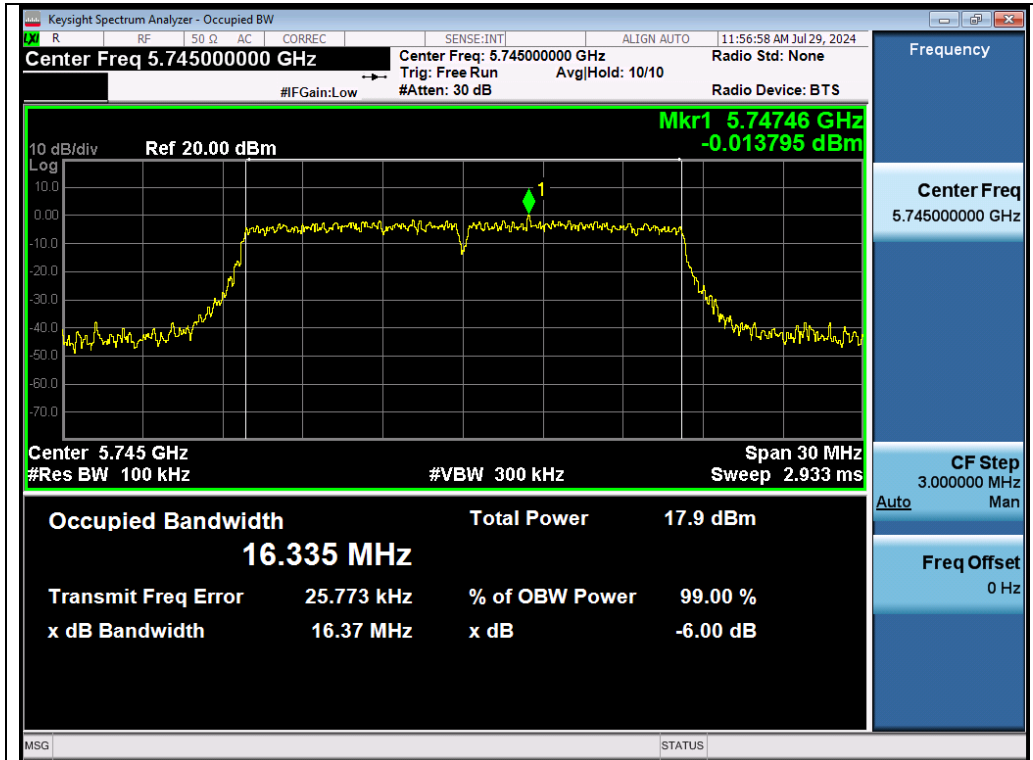 Keysight Spectrum Analyzer - Occupied BW
LXI R RF 50 Ω AC CORREC SENSE:INT ALIGN AUTO 11:56:58 AM Jul 29, 2024
Center Freq 5.745000000 GHz
Center Freq: 5.745000000 GHz Radio Std: None
Trig: Free Run Avg|Hold: 10/10
#IFGain:Low #Atten: 30 dB Radio Device: BTS
Frequency
Mkr1 5.74746 GHz
-0.013795 dBm
10 dB/div Ref 20.00 dBm
Log
10.0
1
0.00
-10.0
-20.0
-30.0
-40.0
-50.0
-60.0
-70.0
Center 5.745 GHz Span 30 MHz
#Res BW 100 kHz #VBW 300 kHz Sweep 2.933 ms
Center Freq
5.745000000 GHz
CF Step
3.000000 MHz
Auto Man
Freq Offset
0 Hz
Occupied Bandwidth Total Power 17.9 dBm
16.335 MHz
Transmit Freq Error 25.773 kHz % of OBW Power 99.00 %
x dB Bandwidth 16.37 MHz x dB -6.00 dB
MSG STATUS